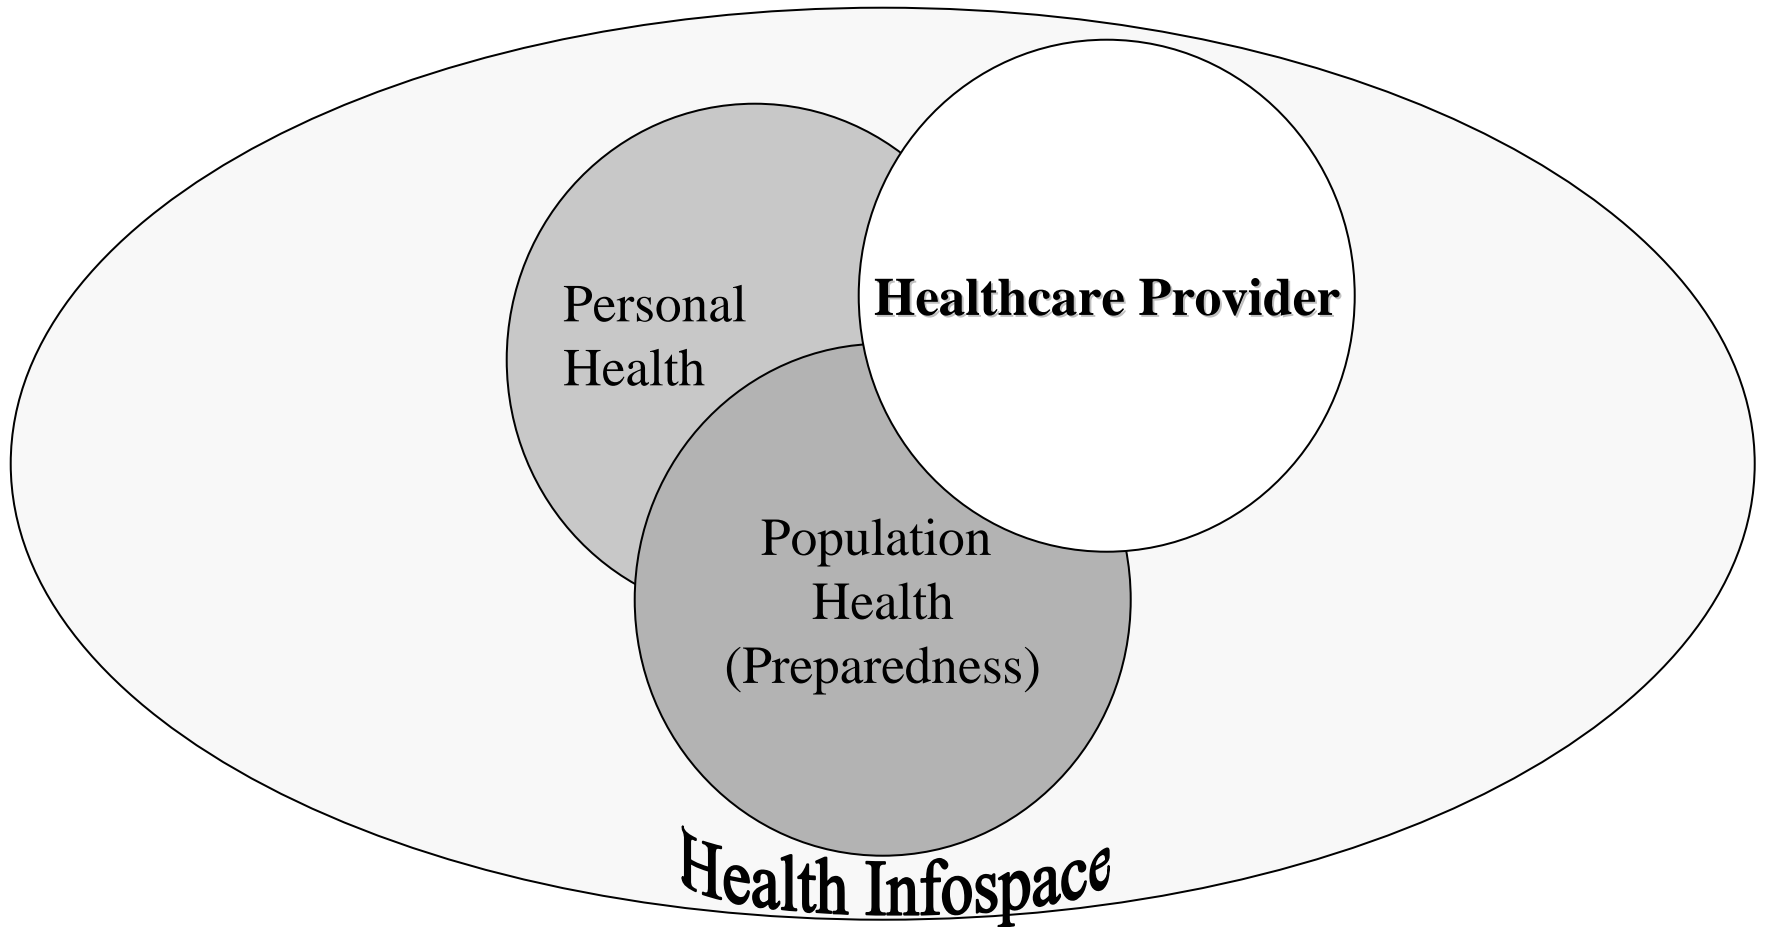 Personal
Health
Healthcare Provider
Population
Health
(Preparedness)
Health Infospace